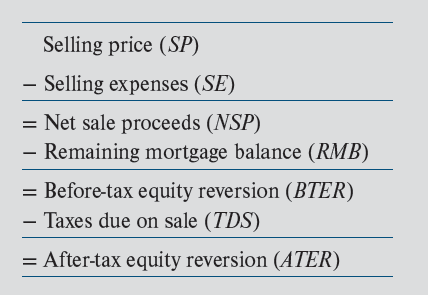 Selling price (SP)
− Selling expenses (SE)
= Net sale proceeds (NSP)
− Remaining mortgage balance (RMB)
= Before-tax equity reversion (BTER)
− Taxes due on sale (TDS)
= After-tax equity reversion (ATER)